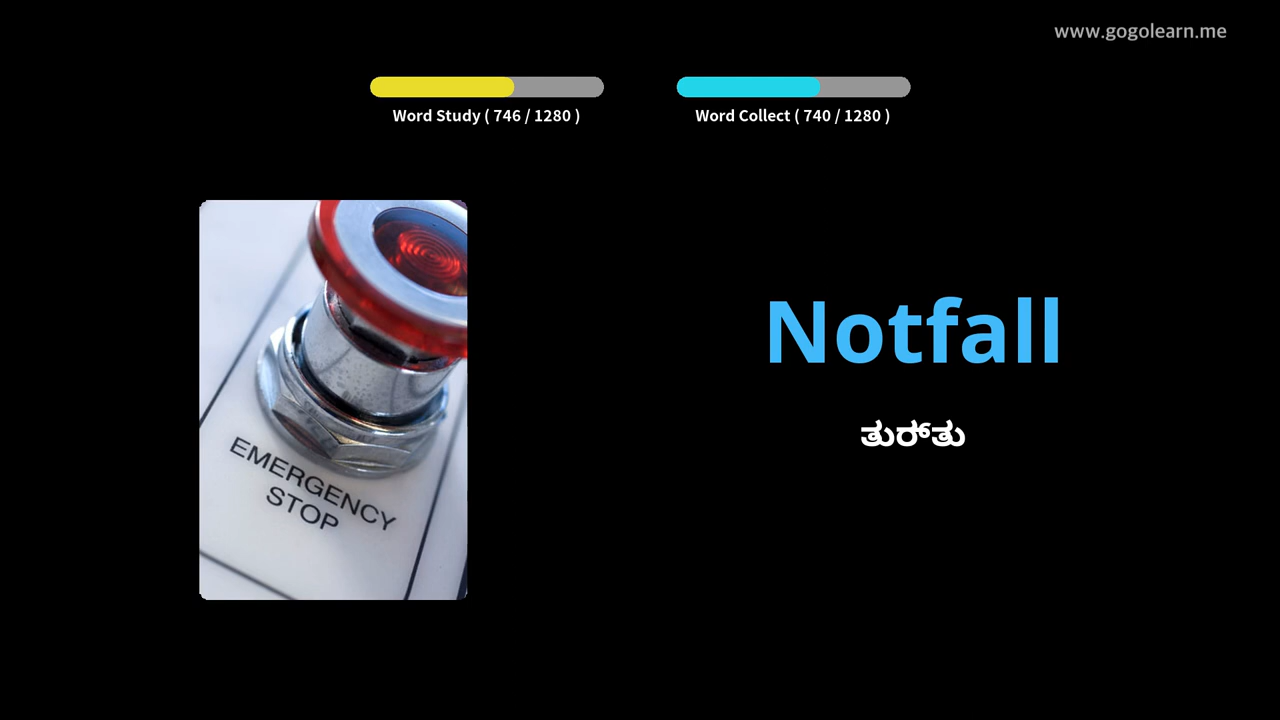 www.gogolearn.me
Word Study ( 746 / 1280 )
Word Collect ( 740 / 1280 )
EMERGENCY
STOP
Notfall
ತುರ್ತು